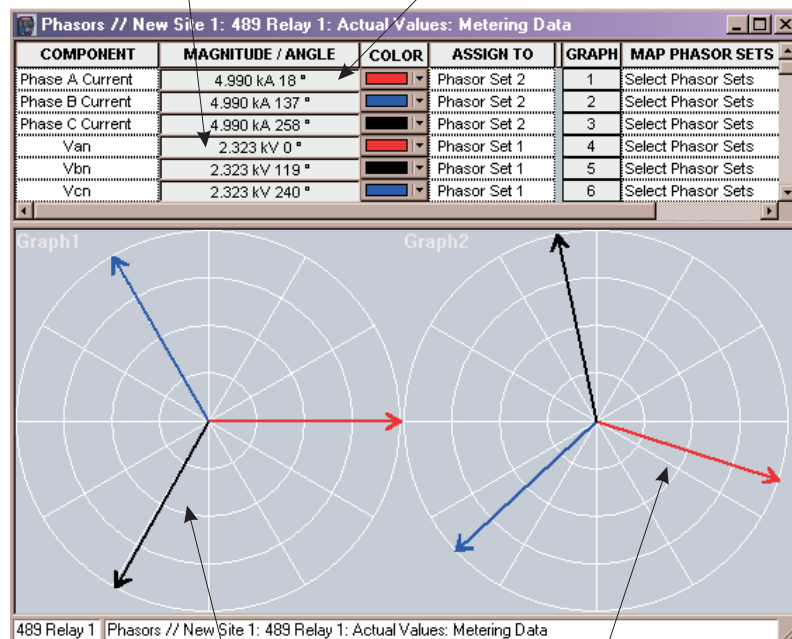 Phasors // New Site 1: 489 Relay 1: Actual Values: Metering Data
COMPONENT MAGNITUDE / ANGLE COLOR ASSIGN TO GRAPH MAP PHASOR SETS
Phase A Current 4.990 kA 18 ° Phasor Set 2 1 Select Phasor Sets
Phase B Current 4.990 kA 137 ° Phasor Set 2 2 Select Phasor Sets
Phase C Current 4.990 kA 258 ° Phasor Set 2 3 Select Phasor Sets
Van 2.323 kV 0 ° Phasor Set 1 4 Select Phasor Sets
Vbn 2.323 kV 119 ° Phasor Set 1 5 Select Phasor Sets
Vcn 2.323 kV 240 ° Phasor Set 1 6 Select Phasor Sets
Graph1 Graph2
489 Relay 1 Phasors // New Site 1: 489 Relay 1: Actual Values: Metering Data